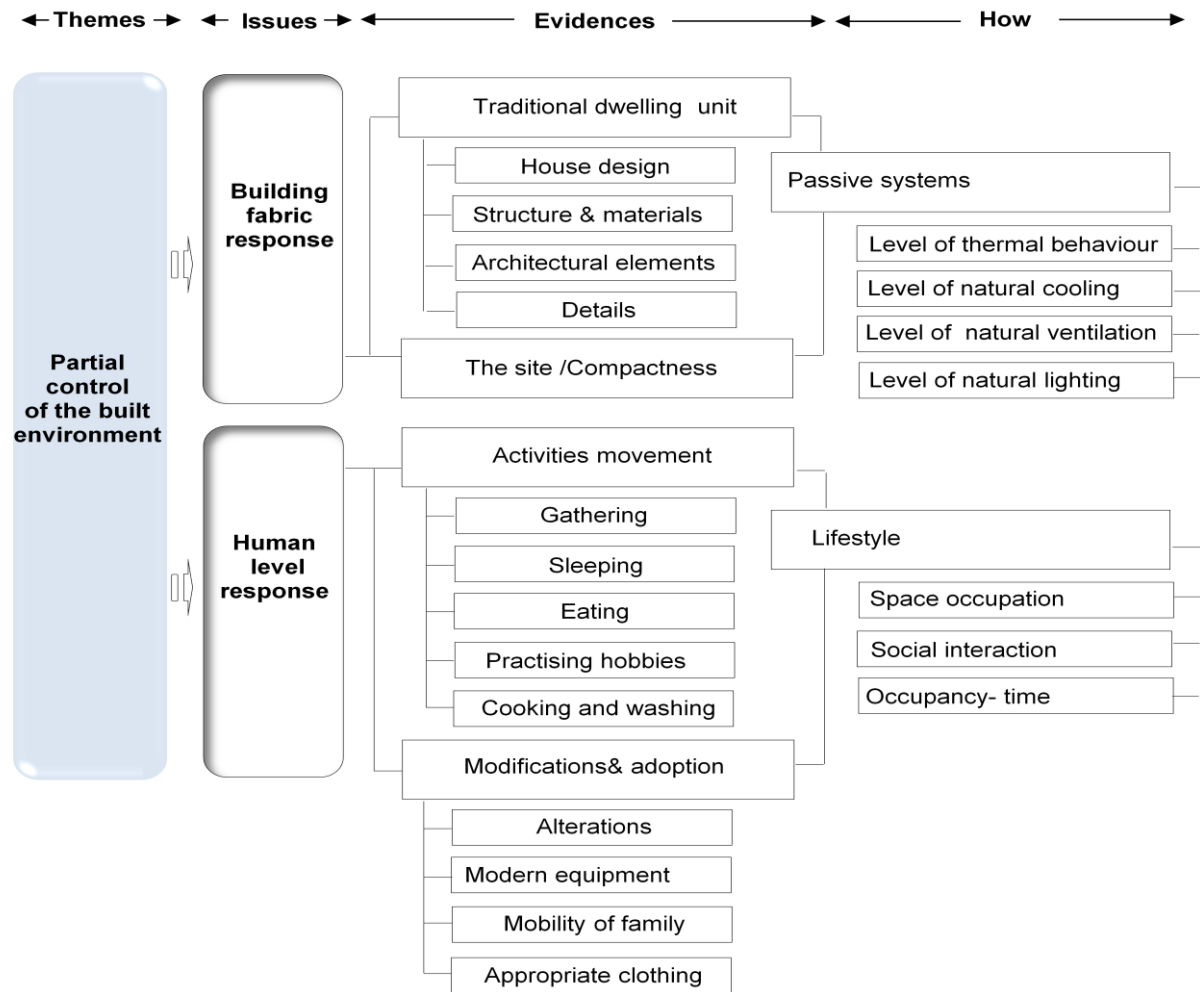 Themes
Issues
Evidences
How
Partial
control
of the built
environment
Building
fabric
response
Traditional dwelling unit
House design
Structure & materials
Architectural elements
Details
The site /Compactness
Passive systems
Level of thermal behaviour
Level of natural cooling
Level of natural ventilation
Level of natural lighting
Human
level
response
Activities movement
Gathering
Sleeping
Eating
Practising hobbies
Cooking and washing
Modifications& adoption
Alterations
Modern equipment
Mobility of family
Appropriate clothing
Lifestyle
Space occupation
Social interaction
Occupancy- time